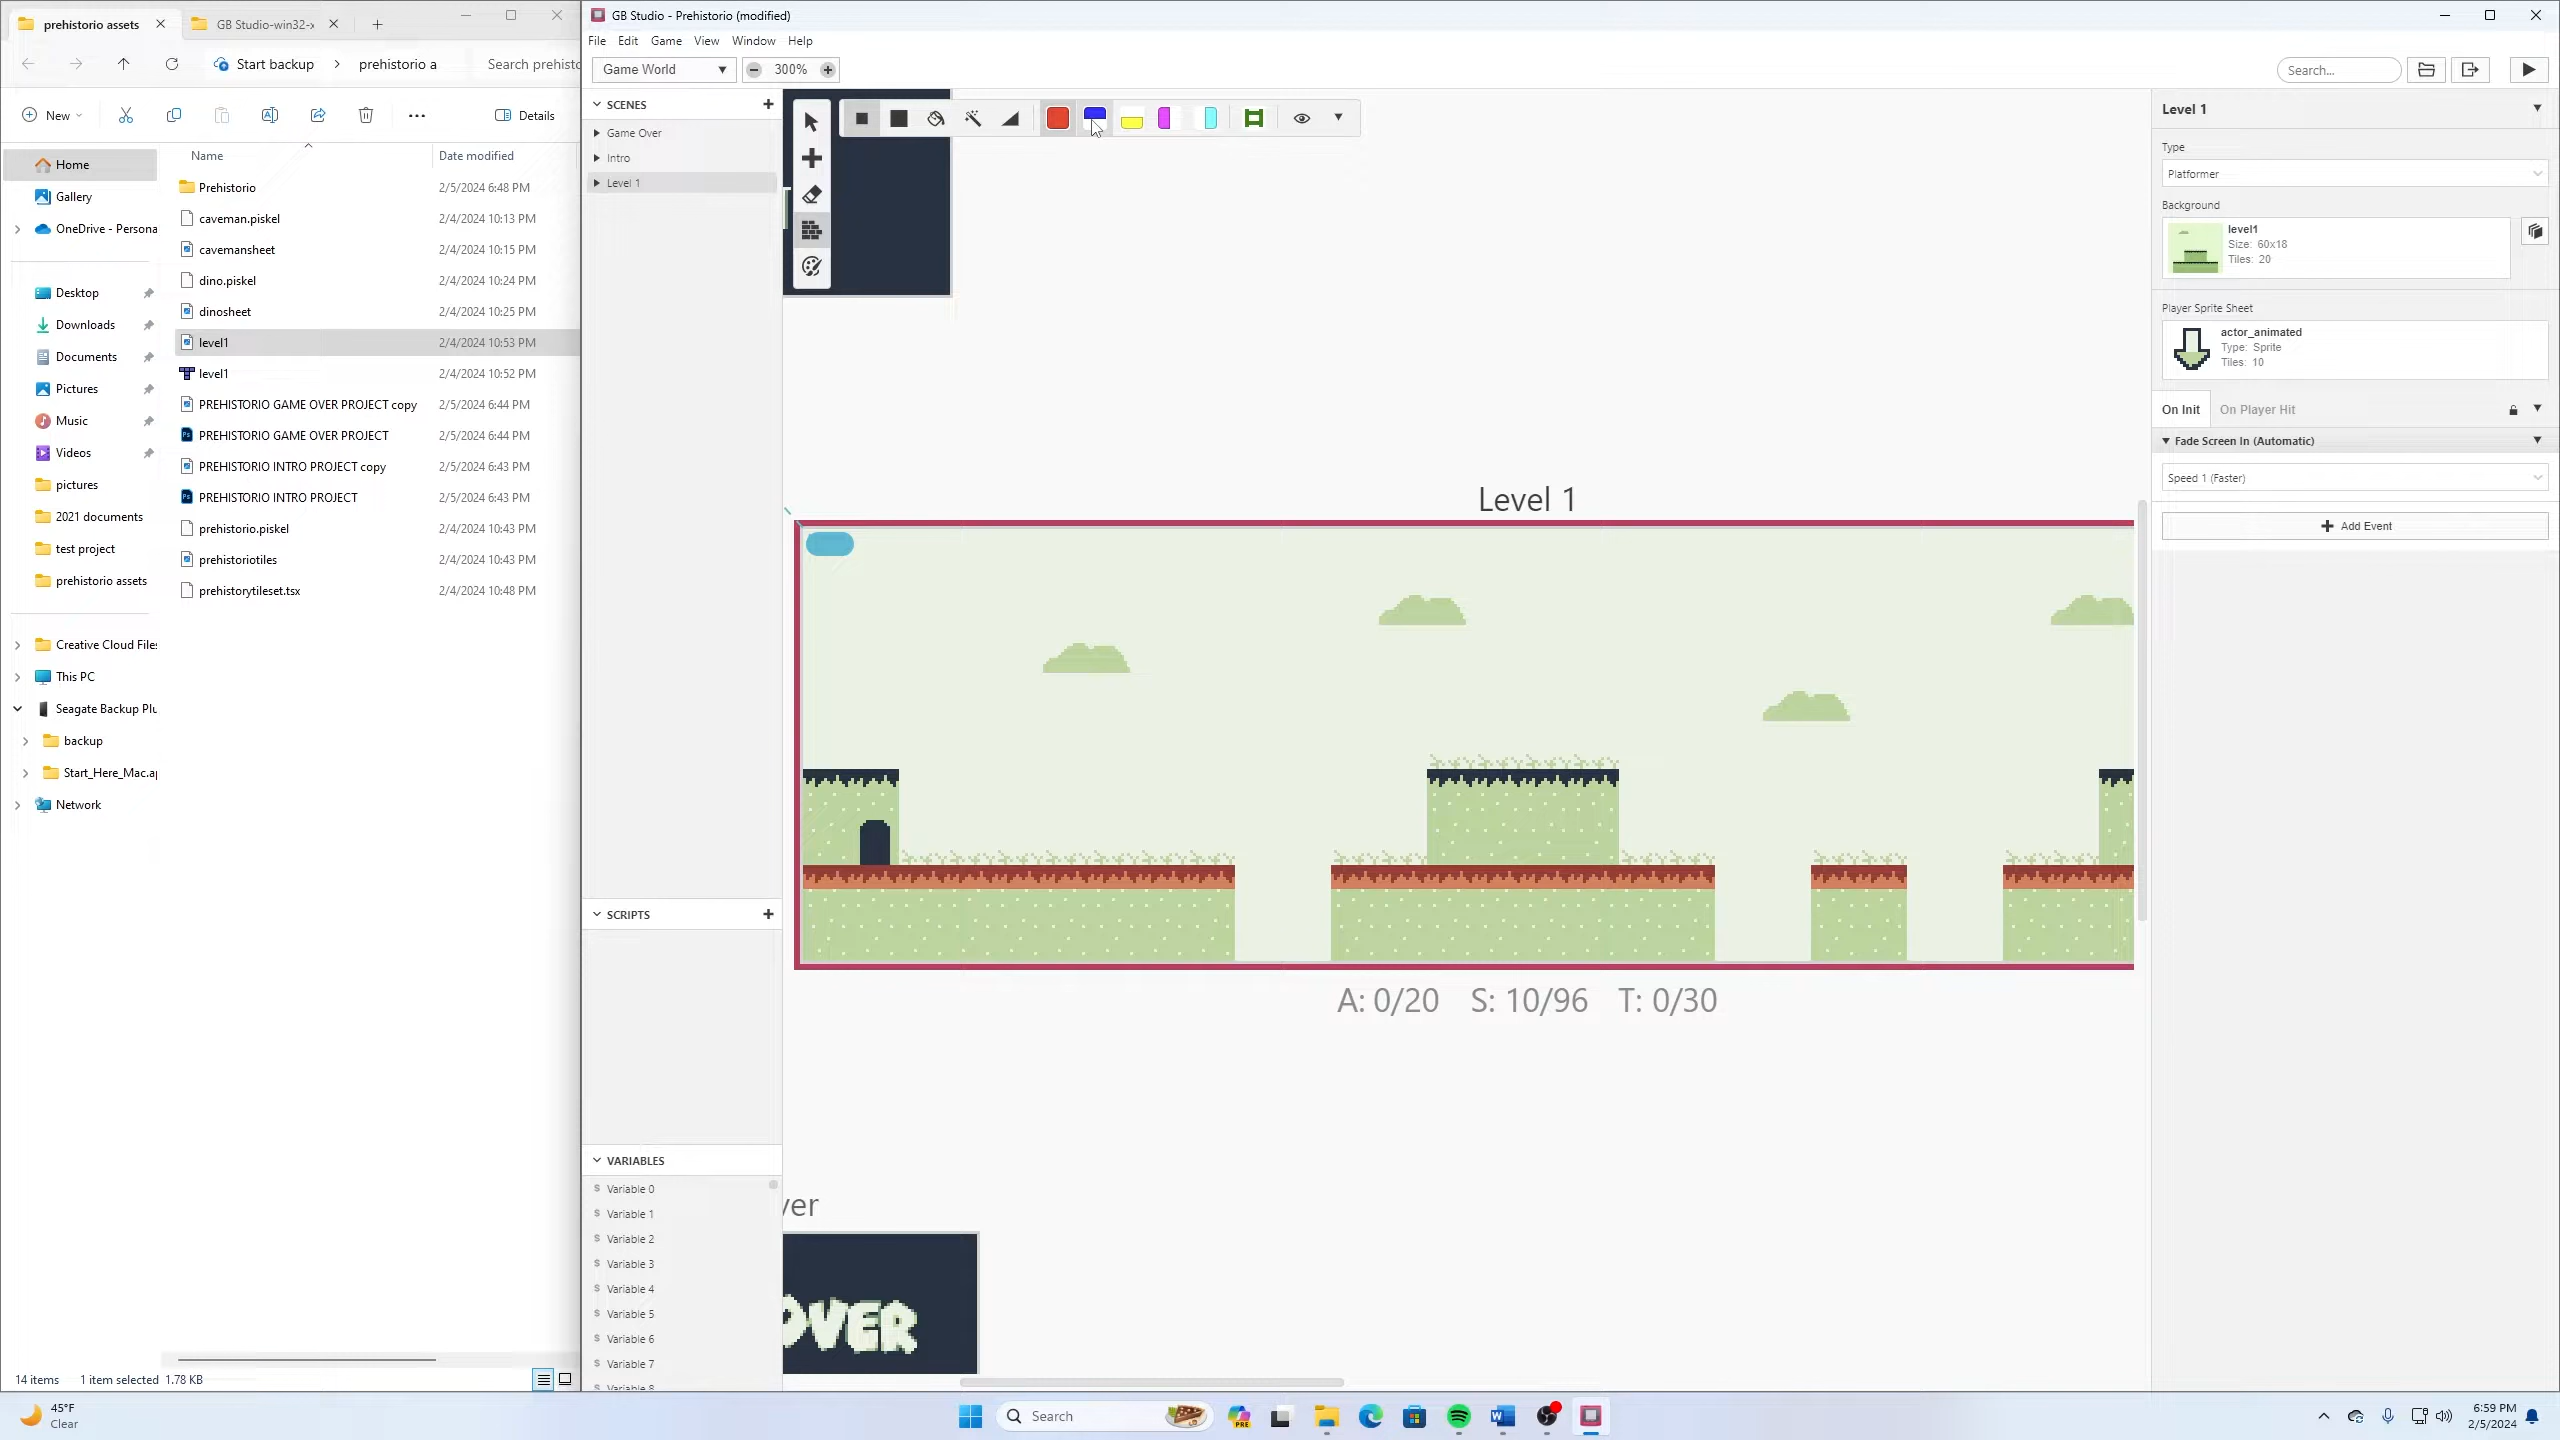 prehistorio assets
GB Studio-win32-x
Start backup
prehistorio a
Search prehistc
New
Details
Name
Date modified
Home
Gallery
OneDrive - Persona
Desktop
Downloads
Documents
Pictures
Music
Videos
pictures
2021 documents
test project
prehistorio assets
Creative Cloud Files
This PC
Seagate Backup Plu
backup
Start_Here_Mac.ap
Network
Prehistorio 2/5/2024 6:48 PM
caveman.piskel 2/4/2024 10:13 PM
cavemansheet 2/4/2024 10:15 PM
dino.piskel 2/4/2024 10:24 PM
dinosheet 2/4/2024 10:25 PM
level1 2/4/2024 10:53 PM
level1 2/4/2024 10:52 PM
PREHISTORIO GAME OVER PROJECT copy 2/5/2024 6:44 PM
PREHISTORIO GAME OVER PROJECT 2/5/2024 6:44 PM
PREHISTORIO INTRO PROJECT copy 2/5/2024 6:43 PM
PREHISTORIO INTRO PROJECT 2/5/2024 6:43 PM
prehistorio.piskel 2/4/2024 10:43 PM
prehistoriotiles 2/4/2024 10:43 PM
prehistorytileset.tsx 2/4/2024 10:48 PM
14 items 1 item selected 1.78 KB
GB Studio - Prehistorio (modified)
File Edit Game View Window Help
Game World
300%
Search...
SCENES
Game Over
Intro
Level 1
SCRIPTS
VARIABLES
$ Variable 0
$ Variable 1
$ Variable 2
$ Variable 3
$ Variable 4
$ Variable 5
$ Variable 6
$ Variable 7
$ Variable 8
Level 1
A: 0/20 S: 10/96 T: 0/30
ver
OVER
Level 1
Type
Platformer
Background
level1
Size: 60x18
Tiles: 20
Player Sprite Sheet
actor_animated
Type: Sprite
Tiles: 10
On Init
On Player Hit
Fade Screen In (Automatic)
Speed 1 (Faster)
Add Event
45°F
Clear
Search
PRE
6:59 PM
2/5/2024